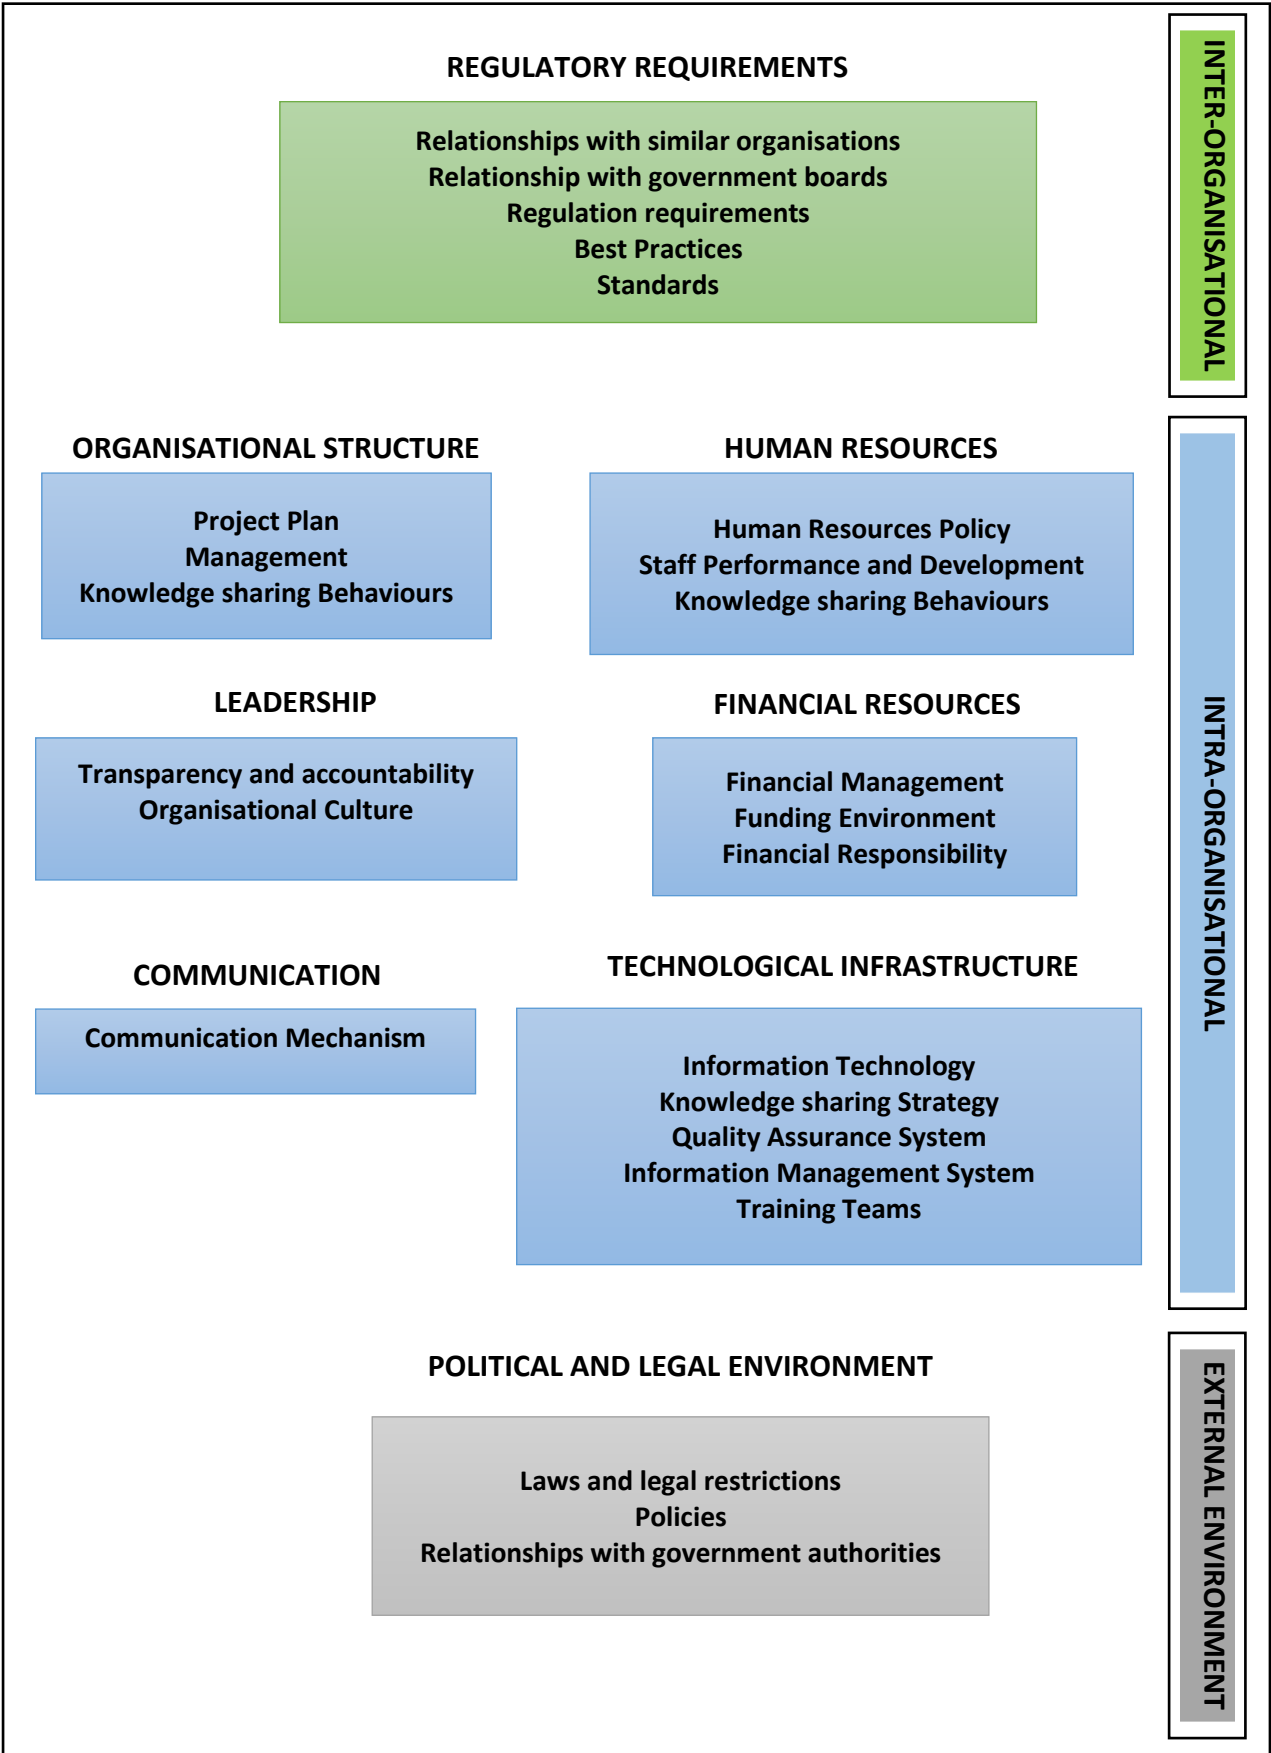 REGULATORY REQUIREMENTS
Relationships with similar organisations
Relationship with government boards
Regulation requirements
Best Practices
Standards
INTER-ORGANISATIONAL
ORGANISATIONAL STRUCTURE
Project Plan
Management
Knowledge sharing Behaviours
HUMAN RESOURCES
Human Resources Policy
Staff Performance and Development
Knowledge sharing Behaviours
LEADERSHIP
Transparency and accountability
Organisational Culture
FINANCIAL RESOURCES
Financial Management
Funding Environment
Financial Responsibility
COMMUNICATION
Communication Mechanism
TECHNOLOGICAL INFRASTRUCTURE
Information Technology
Knowledge sharing Strategy
Quality Assurance System
Information Management System
Training Teams
INTRA-ORGANISATIONAL
POLITICAL AND LEGAL ENVIRONMENT
Laws and legal restrictions
Policies
Relationships with government authorities
EXTERNAL ENVIRONMENT